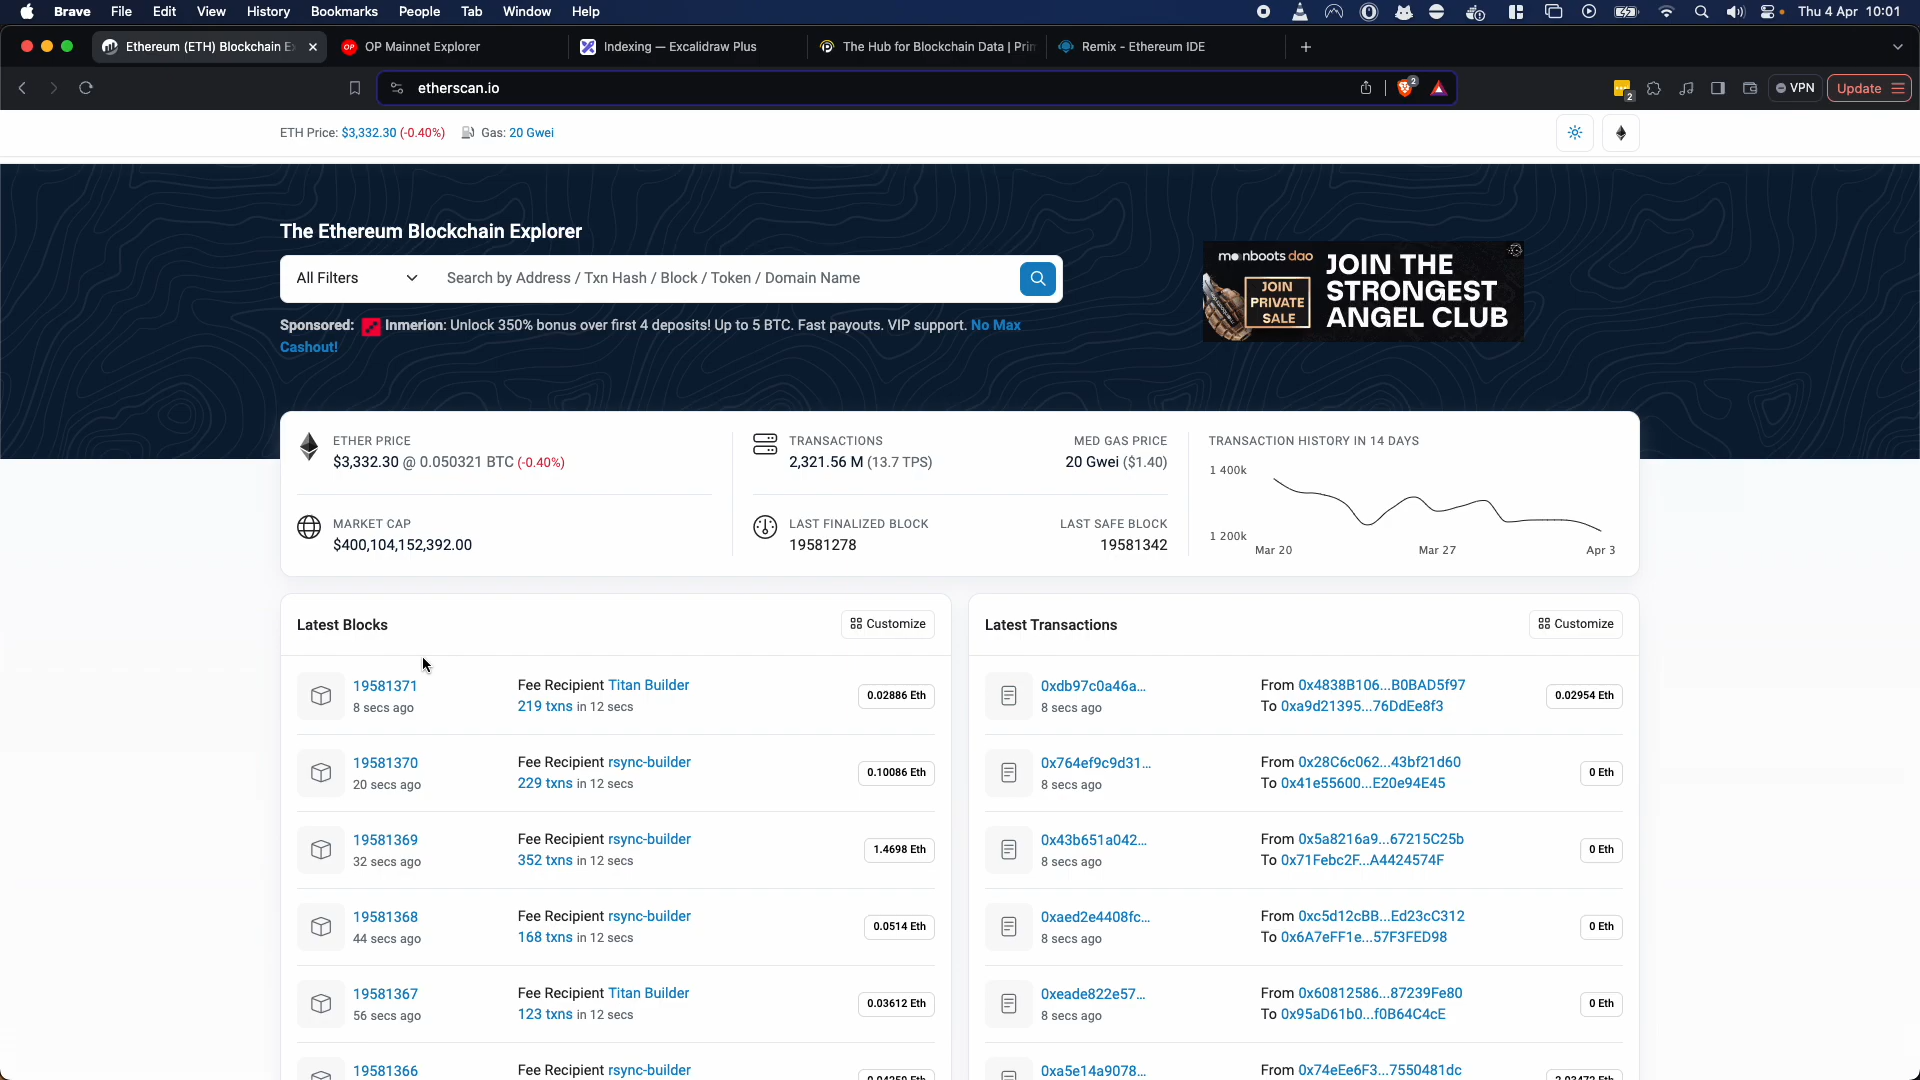 Brave File Edit View History Bookmarks People Tab Window Help Thu 4 Apr 10:01
Ethereum (ETH) Blockchain E OP Mainnet Explorer Indexing — Excalidraw Plus The Hub for Blockchain Data | Prim Remix - Ethereum IDE
etherscan.io 2 2 VPN Update
ETH Price: $3,332.30 (-0.40%) Gas: 20 Gwei
The Ethereum Blockchain Explorer
All Filters Search by Address / Txn Hash / Block / Token / Domain Name
Sponsored: Inmerion: Unlock 350% bonus over first 4 deposits! Up to 5 BTC. Fast payouts. VIP support. No Max
Cashout!
moonboots dao
JOIN PRIVATE SALE
JOIN THE
STRONGEST
ANGEL CLUB
ETHER PRICE
$3,332.30 @ 0.050321 BTC (-0.40%)
MARKET CAP
$400,104,152,392.00
TRANSACTIONS
2,321.56 M (13.7 TPS)
MED GAS PRICE
20 Gwei ($1.40)
LAST FINALIZED BLOCK
19581278
LAST SAFE BLOCK
19581342
TRANSACTION HISTORY IN 14 DAYS
1 400k
1 200k
Mar 20 Mar 27 Apr 3
Latest Blocks Customize
19581371 Fee Recipient Titan Builder 0.02886 Eth
8 secs ago 219 txns in 12 secs
19581370 Fee Recipient rsync-builder 0.10086 Eth
20 secs ago 229 txns in 12 secs
19581369 Fee Recipient rsync-builder 1.4698 Eth
32 secs ago 352 txns in 12 secs
19581368 Fee Recipient rsync-builder 0.0514 Eth
44 secs ago 168 txns in 12 secs
19581367 Fee Recipient Titan Builder 0.03612 Eth
56 secs ago 123 txns in 12 secs
19581366 Fee Recipient rsync-builder
Latest Transactions Customize
0xdb97c0a46a... From 0x4838B106...B0BAD5f97 0.02954 Eth
8 secs ago To 0xa9d21395...76DdEe8f3
0x764ef9c9d31... From 0x28C6c062...43bf21d60 0 Eth
8 secs ago To 0x41e55600...E20e94E45
0x43b651a042... From 0x5a8216a9...67215C25b 0 Eth
8 secs ago To 0x71Febc2F...A4424574F
0xaed2e4408fc... From 0xc5d12cBB...Ed23cC312 0 Eth
8 secs ago To 0x6A7eFF1e...57F3FED98
0xeade822e57... From 0x60812586...87239Fe80 0 Eth
8 secs ago To 0x95aD61b0...f0B64C4cE
0xa5e14a9078... From 0x74eEe6F3...7550481dc